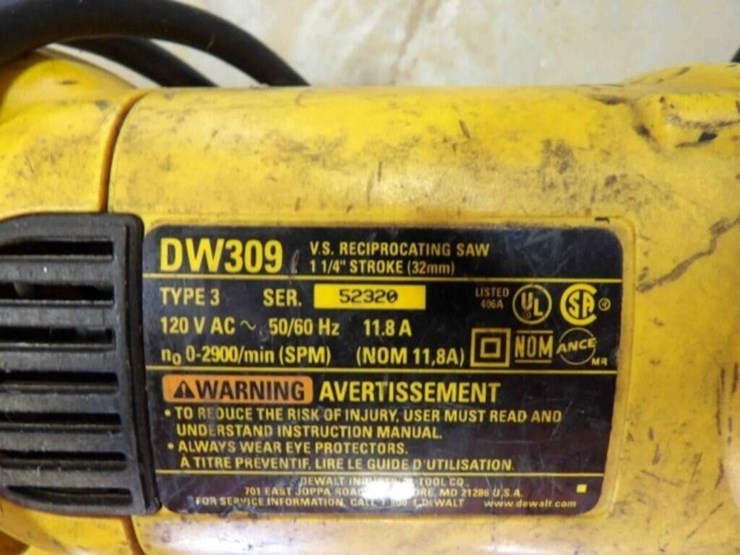 DW309 V.S. RECIPROCATING SAW
1 1/4" STROKE (32mm)
TYPE 3 SER. 52320
LISTED
496A
UL
SA
®
120 V AC ~ 50/60 Hz 11.8 A
n₀ 0-2900/min (SPM) (NOM 11,8A)
NOM
ANCE
MR
WARNING AVERTISSEMENT
• TO REDUCE THE RISK OF INJURY, USER MUST READ AND
UNDERSTAND INSTRUCTION MANUAL.
• ALWAYS WEAR EYE PROTECTORS.
À TITRE PRÉVENTIF, LIRE LE GUIDE D'UTILISATION.
DEWALT TOOL CO.,
701 EAST JOPPA ROAD MD 21286 U.S.A.
FOR SERVICE INFORMATION, CALL DEWALT www.dewalt.com